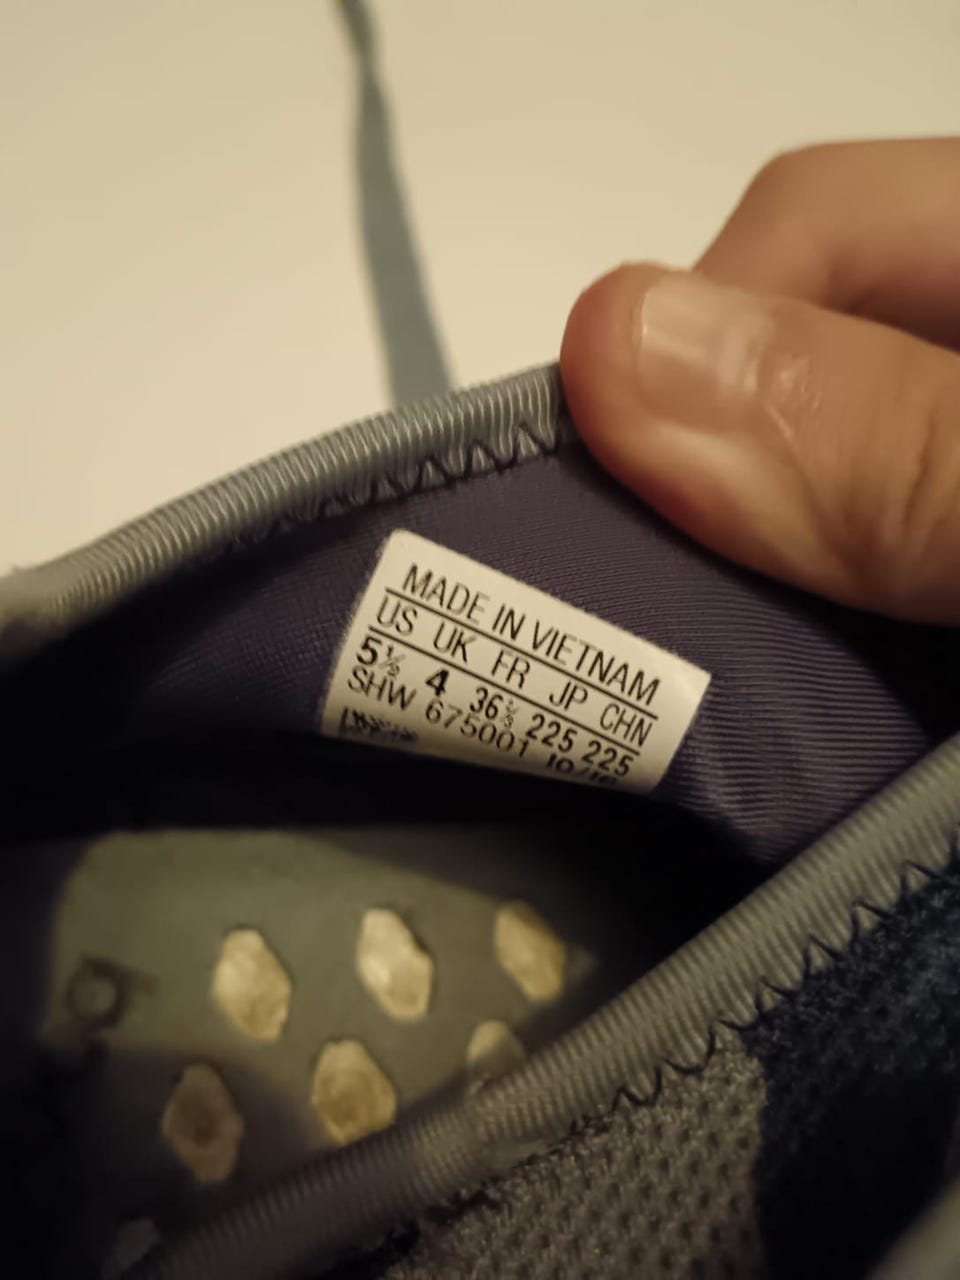 MADE IN VIETNAM
US UK FR JP CHN
5½ 4 36⅔ 225 225
SHW 675001